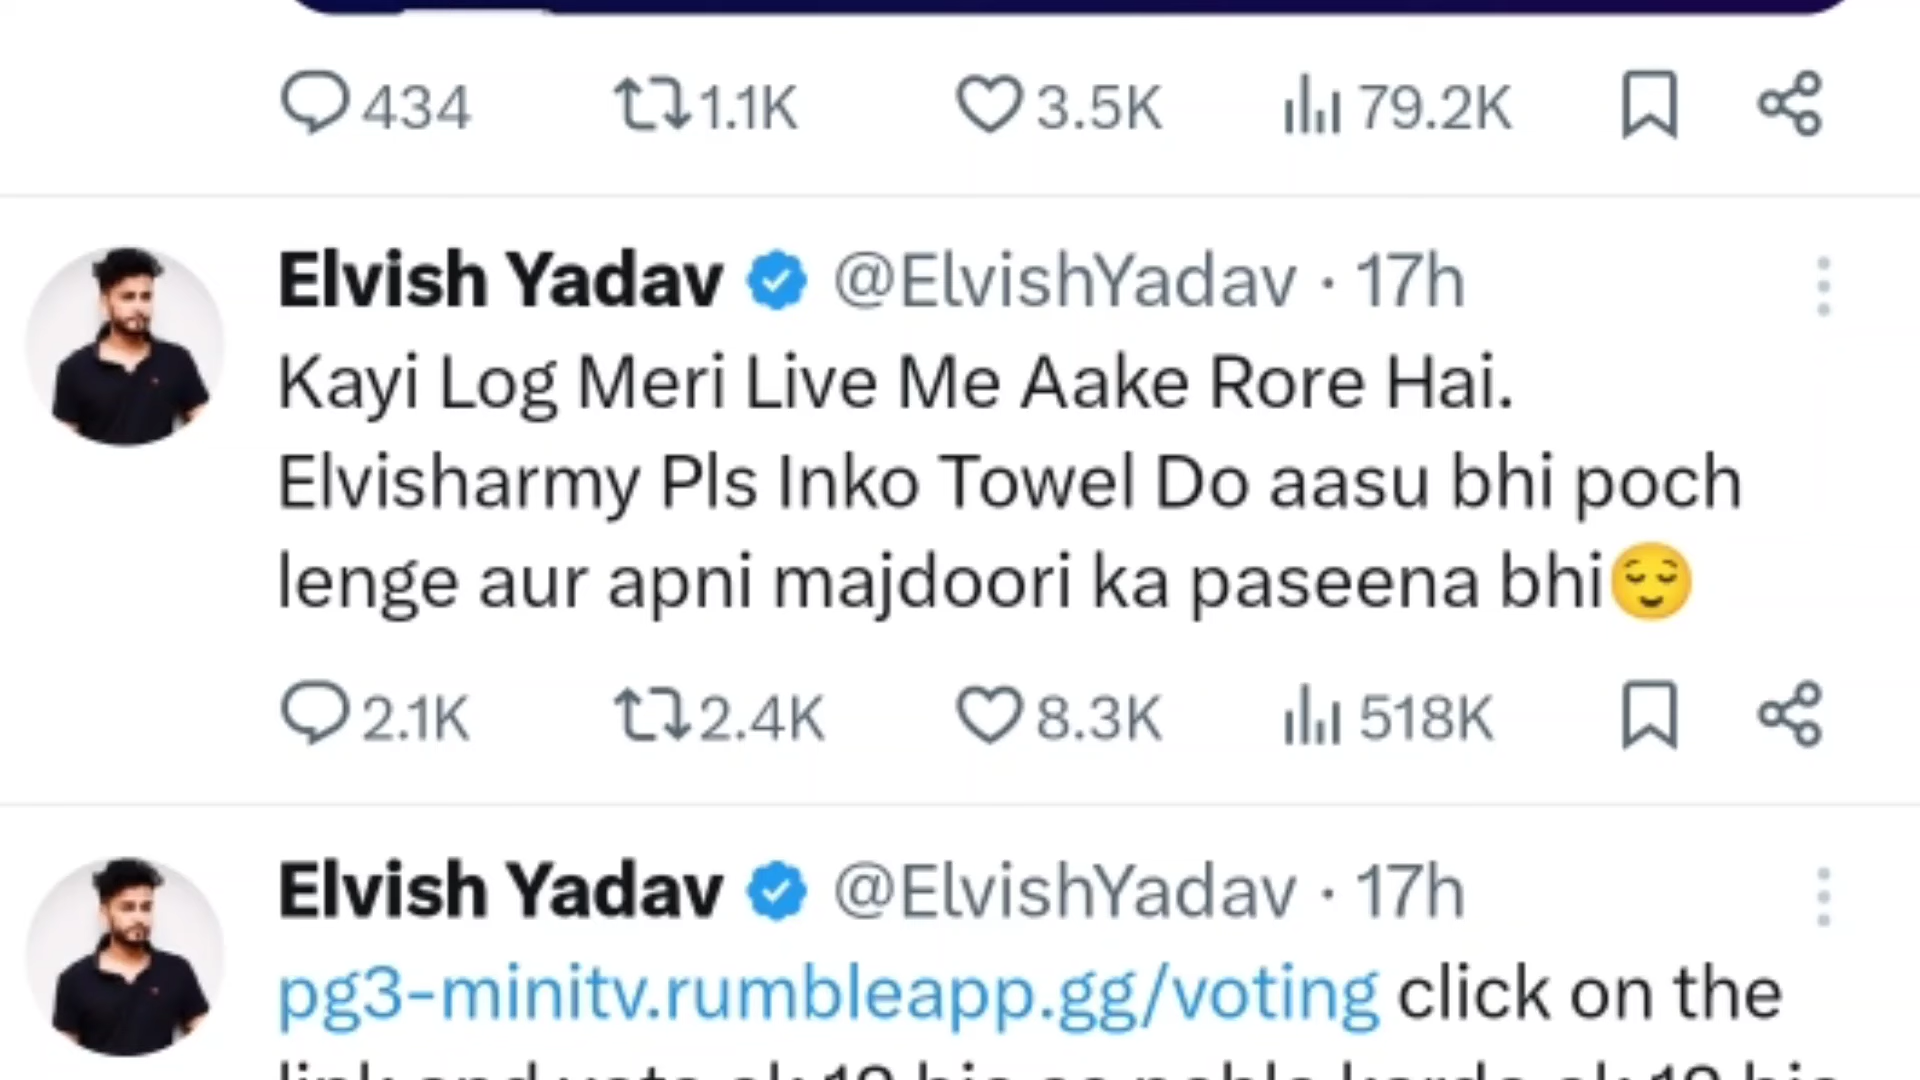 434 1.1K 3.5K 79.2K
Elvish Yadav @ElvishYadav · 17h
Kayi Log Meri Live Me Aake Rore Hai.
Elvisharmy Pls Inko Towel Do aasu bhi poch
lenge aur apni majdoori ka paseena bhi😌
2.1K 2.4K 8.3K 518K
Elvish Yadav @ElvishYadav · 17h
pg3-minitv.rumbleapp.gg/voting click on the